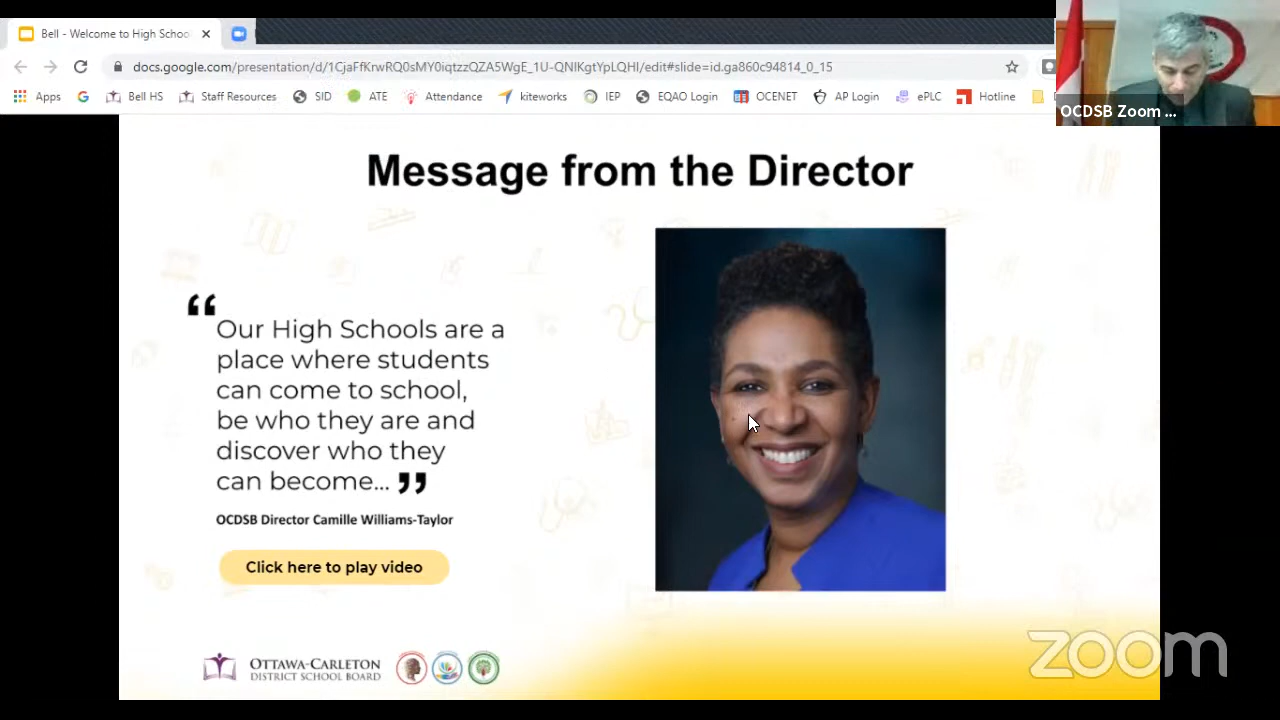 Bell - Welcome to High Schoo
docs.google.com/presentation/d/1CjaFfKrwRQ0sMY0iqtzzQZA5WgE_1U-QNIKgtYpLQHI/edit#slide=id.ga860c94814_0_15
Apps Bell HS Staff Resources SID ATE Attendance kiteworks IEP EQAO Login OCENET AP Login ePLC Hotline
OCDSB Zoom ...
Message from the Director
“
Our High Schools are a
place where students
can come to school,
be who they are and
discover who they
can become... ”
OCDSB Director Camille Williams-Taylor
Click here to play video
OTTAWA-CARLETON
DISTRICT SCHOOL BOARD
zoom